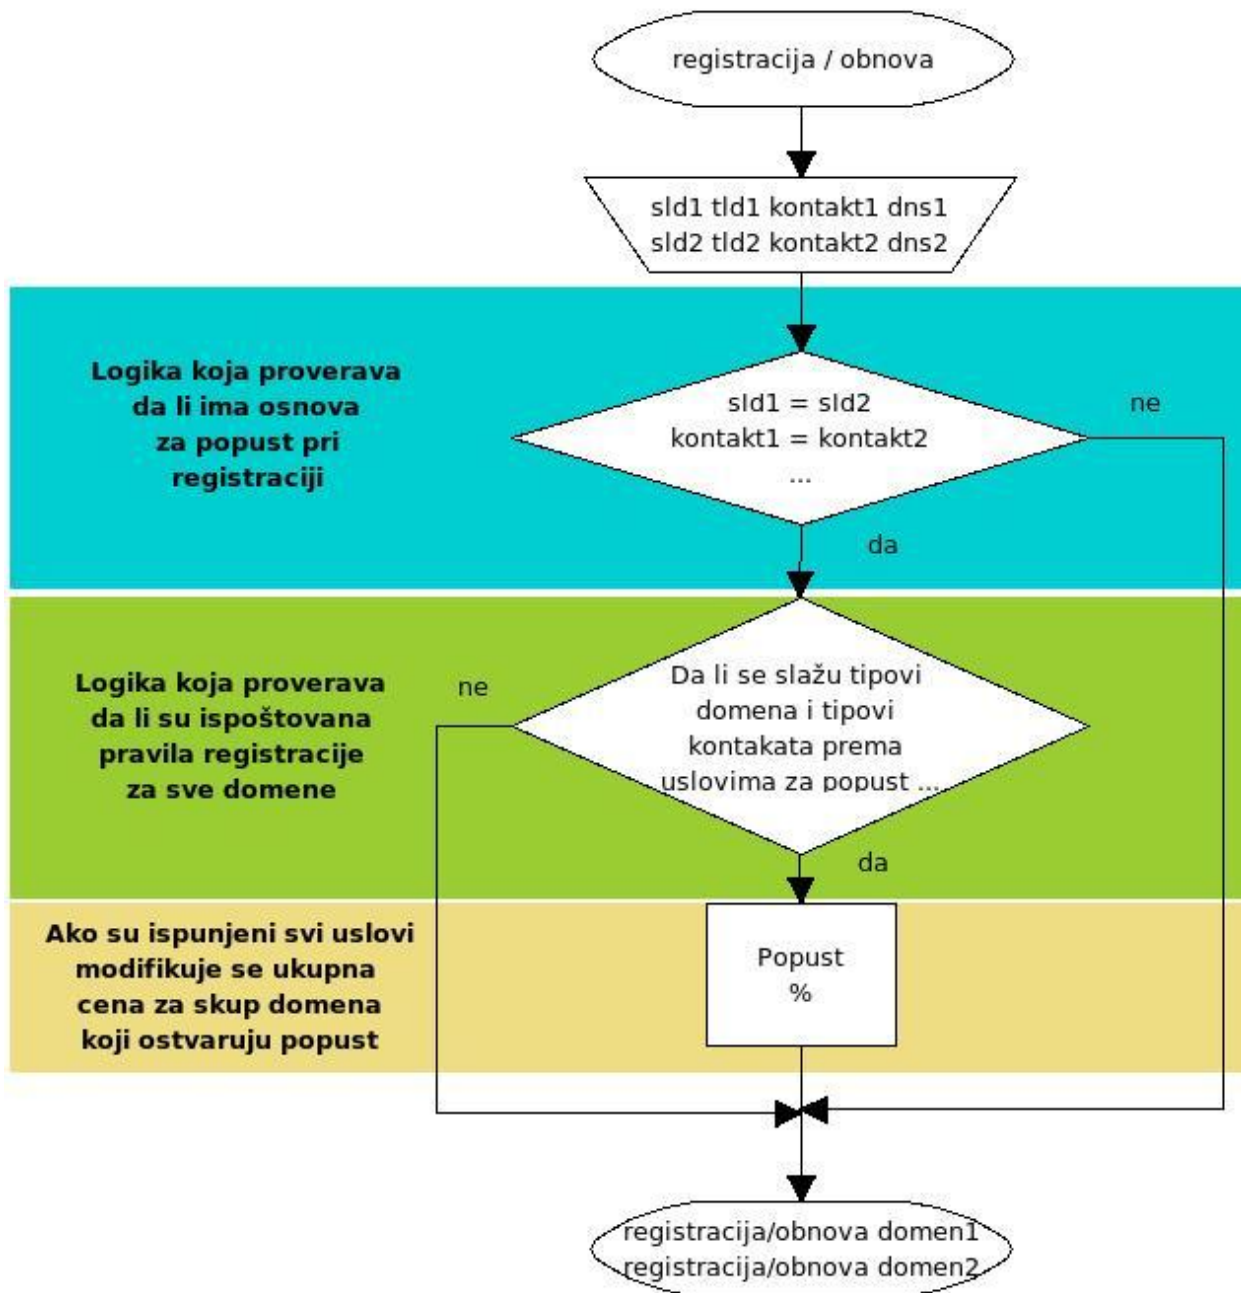 registracija / obnova
sld1 tld1 kontakt1 dns1
sld2 tld2 kontakt2 dns2
Logika koja proverava
da li ima osnova
za popust pri
registraciji
sld1 = sld2
kontakt1 = kontakt2
...
ne
da
Logika koja proverava
da li su ispoštovana
pravila registracije
za sve domene
ne
Da li se slažu tipovi
domena i tipovi
kontakata prema
uslovima za popust ...
da
Ako su ispunjeni svi uslovi
modifikuje se ukupna
cena za skup domena
koji ostvaruju popust
Popust
%
registracija/obnova domen1
registracija/obnova domen2